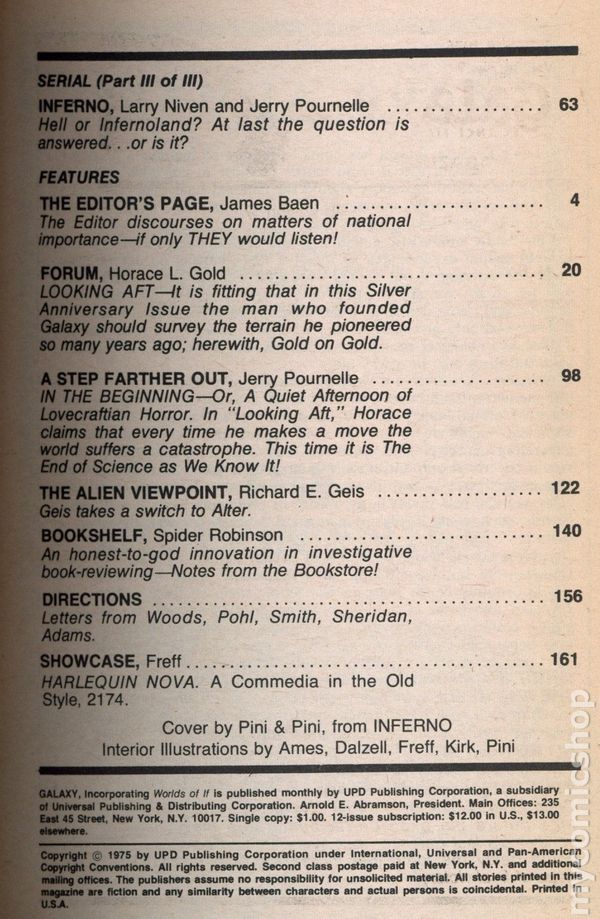 SERIAL (Part III of III)
INFERNO, Larry Niven and Jerry Pournelle .................. 63
Hell or Infernoland? At last the question is
answered. . .or is it?
FEATURES
THE EDITOR'S PAGE, James Baen ........................ 4
The Editor discourses on matters of national
importance—if only THEY would listen!
FORUM, Horace L. Gold .................................. 20
LOOKING AFT—It is fitting that in this Silver
Anniversary Issue the man who founded
Galaxy should survey the terrain he pioneered
so many years ago; herewith, Gold on Gold.
A STEP FARTHER OUT, Jerry Pournelle .................... 98
IN THE BEGINNING—Or, A Quiet Afternoon of
Lovecraftian Horror. In "Looking Aft," Horace
claims that every time he makes a move the
world suffers a catastrophe. This time it is The
End of Science as We Know It!
THE ALIEN VIEWPOINT, Richard E. Geis ................... 122
Geis takes a switch to Alter.
BOOKSHELF, Spider Robinson ........................... 140
An honest-to-god innovation in investigative
book-reviewing—Notes from the Bookstore!
DIRECTIONS ............................................ 156
Letters from Woods, Pohl, Smith, Sheridan,
Adams.
SHOWCASE, Freff ........................................ 161
HARLEQUIN NOVA. A Commedia in the Old
Style, 2174.
Cover by Pini & Pini, from INFERNO
Interior Illustrations by Ames, Dalzell, Freff, Kirk, Pini
GALAXY, Incorporating Worlds of If is published monthly by UPD Publishing Corporation, a subsidiary
of Universal Publishing & Distributing Corporation. Arnold E. Abramson, President. Main Offices: 235
East 45 Street, New York, N.Y. 10017. Single copy: $1.00. 12-issue subscription: $12.00 in U.S., $13.00
elsewhere.
Copyright © 1975 by UPD Publishing Corporation under International, Universal and Pan-American
Copyright Conventions. All rights reserved. Second class postage paid at New York, N.Y. and additional
mailing offices. The publishers assume no responsibility for unsolicited material. All stories printed in this
magazine are fiction and any similarity between characters and actual persons is coincidental. Printed in
U.S.A.
mycomicshop